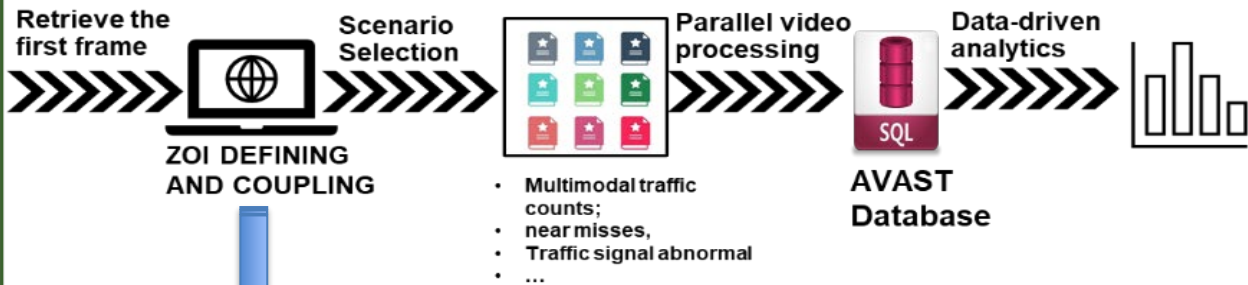 Retrieve the
first frame
Scenario
Selection
Parallel video
processing
Data-driven
analytics
SQL
ZOI DEFINING
AND COUPLING
• Multimodal traffic
counts;
• near misses,
• Traffic signal abnormal
• ...
AVAST
Database